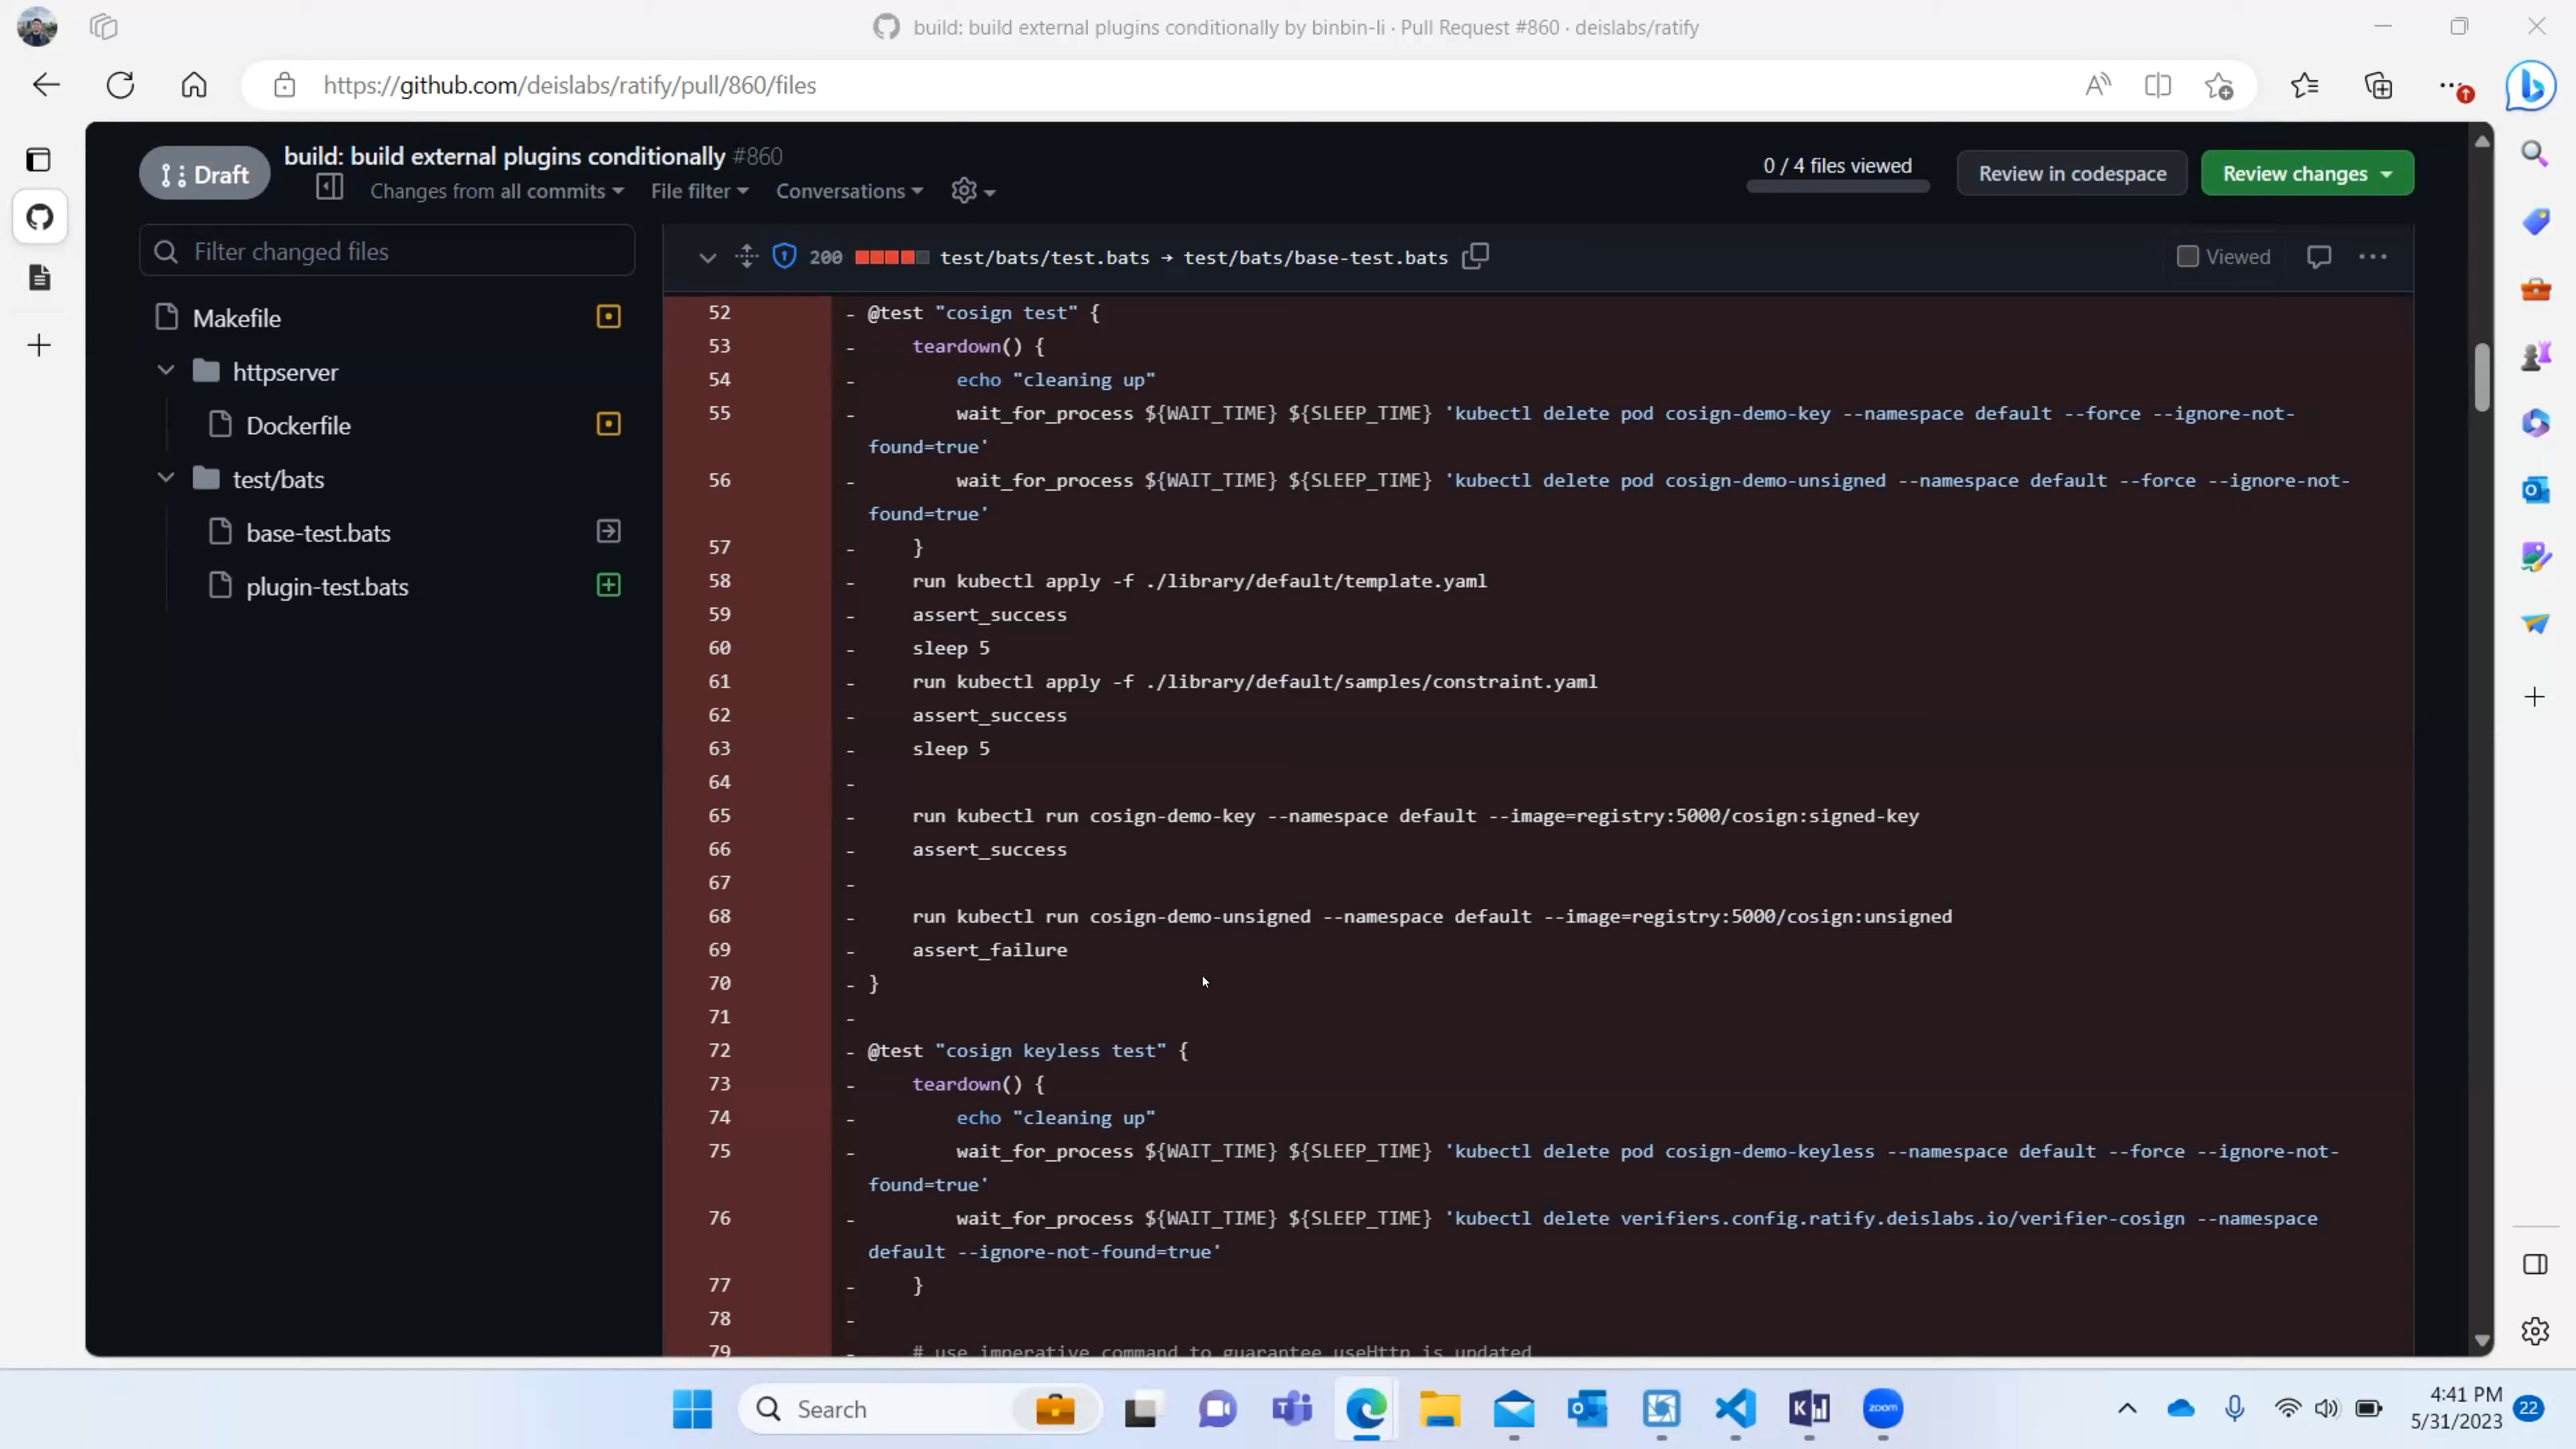 build: build external plugins conditionally by binbin-li · Pull Request #860 · deislabs/ratify
https://github.com/deislabs/ratify/pull/860/files
Draft
build: build external plugins conditionally #860
Changes from all commits
File filter
Conversations
0 / 4 files viewed
Review in codespace
Review changes
Filter changed files
Makefile
httpserver
Dockerfile
test/bats
base-test.bats
plugin-test.bats
200 test/bats/test.bats → test/bats/base-test.bats
Viewed
52 - @test "cosign test" {
53 - teardown() {
54 - echo "cleaning up"
55 - wait_for_process ${WAIT_TIME} ${SLEEP_TIME} 'kubectl delete pod cosign-demo-key --namespace default --force --ignore-not-
found=true'
56 - wait_for_process ${WAIT_TIME} ${SLEEP_TIME} 'kubectl delete pod cosign-demo-unsigned --namespace default --force --ignore-not-
found=true'
57 - }
58 - run kubectl apply -f ./library/default/template.yaml
59 - assert_success
60 - sleep 5
61 - run kubectl apply -f ./library/default/samples/constraint.yaml
62 - assert_success
63 - sleep 5
64 -
65 - run kubectl run cosign-demo-key --namespace default --image=registry:5000/cosign:signed-key
66 - assert_success
67 -
68 - run kubectl run cosign-demo-unsigned --namespace default --image=registry:5000/cosign:unsigned
69 - assert_failure
70 - }
71 -
72 - @test "cosign keyless test" {
73 - teardown() {
74 - echo "cleaning up"
75 - wait_for_process ${WAIT_TIME} ${SLEEP_TIME} 'kubectl delete pod cosign-demo-keyless --namespace default --force --ignore-not-
found=true'
76 - wait_for_process ${WAIT_TIME} ${SLEEP_TIME} 'kubectl delete verifiers.config.ratify.deislabs.io/verifier-cosign --namespace
default --ignore-not-found=true'
77 - }
78 -
79 - # use imperative command to guarantee useHttp is updated
Search
zoom
4:41 PM
5/31/2023
22